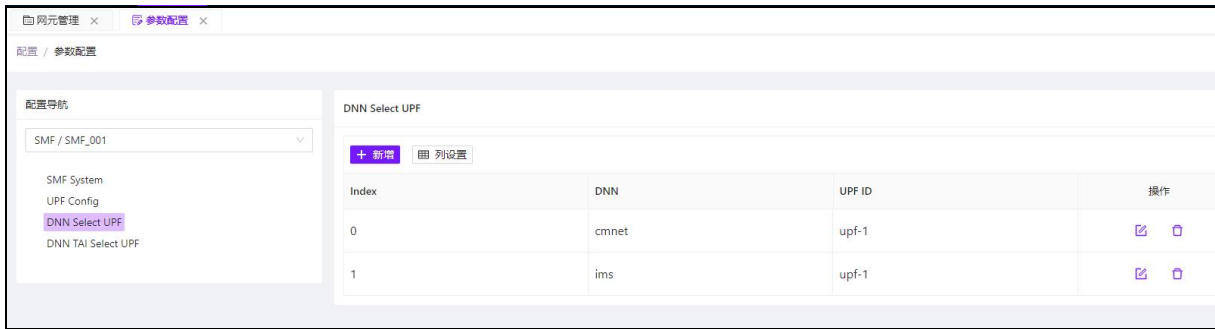 网元管理 × 参数配置 ×
配置 / 参数配置
配置导航
SMF / SMF_001
SMF System
UPF Config
DNN Select UPF
DNN TAI Select UPF
DNN Select UPF
+ 新增 列设置
Index DNN UPF ID 操作
0 cmnet upf-1
1 ims upf-1